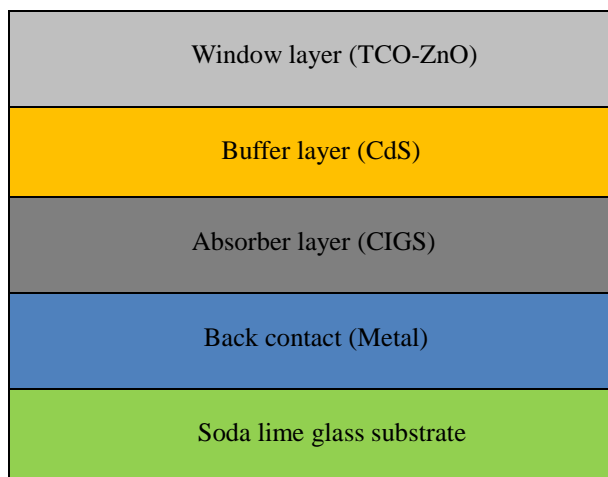 Window layer (TCO-ZnO)
Buffer layer (CdS)
Absorber layer (CIGS)
Back contact (Metal)
Soda lime glass substrate